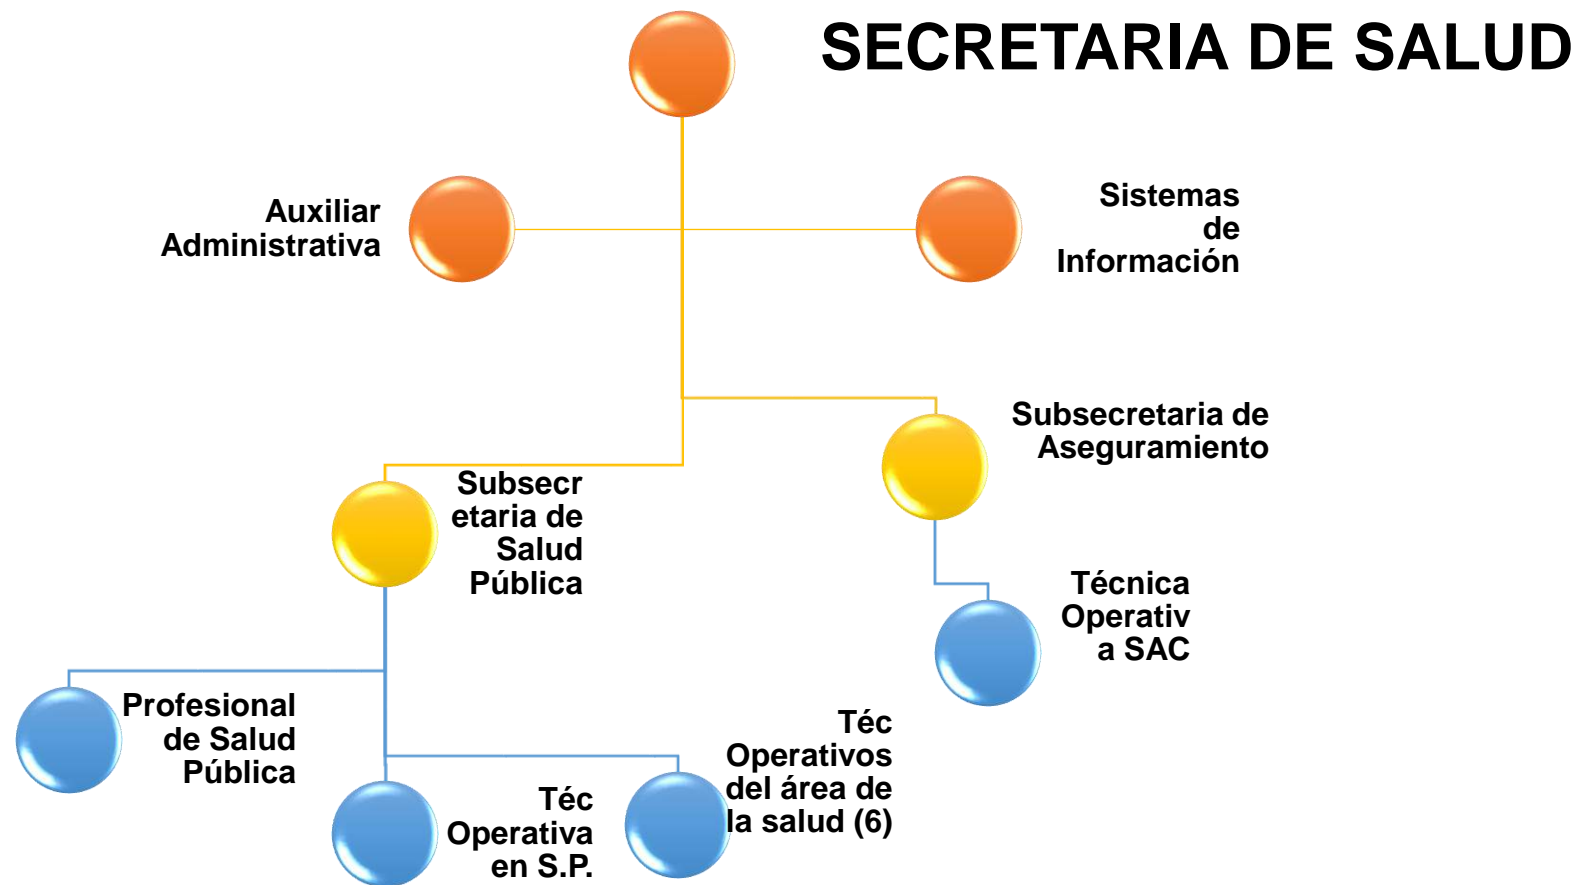 SECRETARIA DE SALUD
Auxiliar
Administrativa
Sistemas
de
Información
Subsecretaria de
Aseguramiento
Subsecr
etaria de
Salud
Pública
Técnica
Operativ
a SAC
Profesional
de Salud
Pública
Téc
Operativa
en S.P.
Téc
Operativos
del área de
la salud (6)